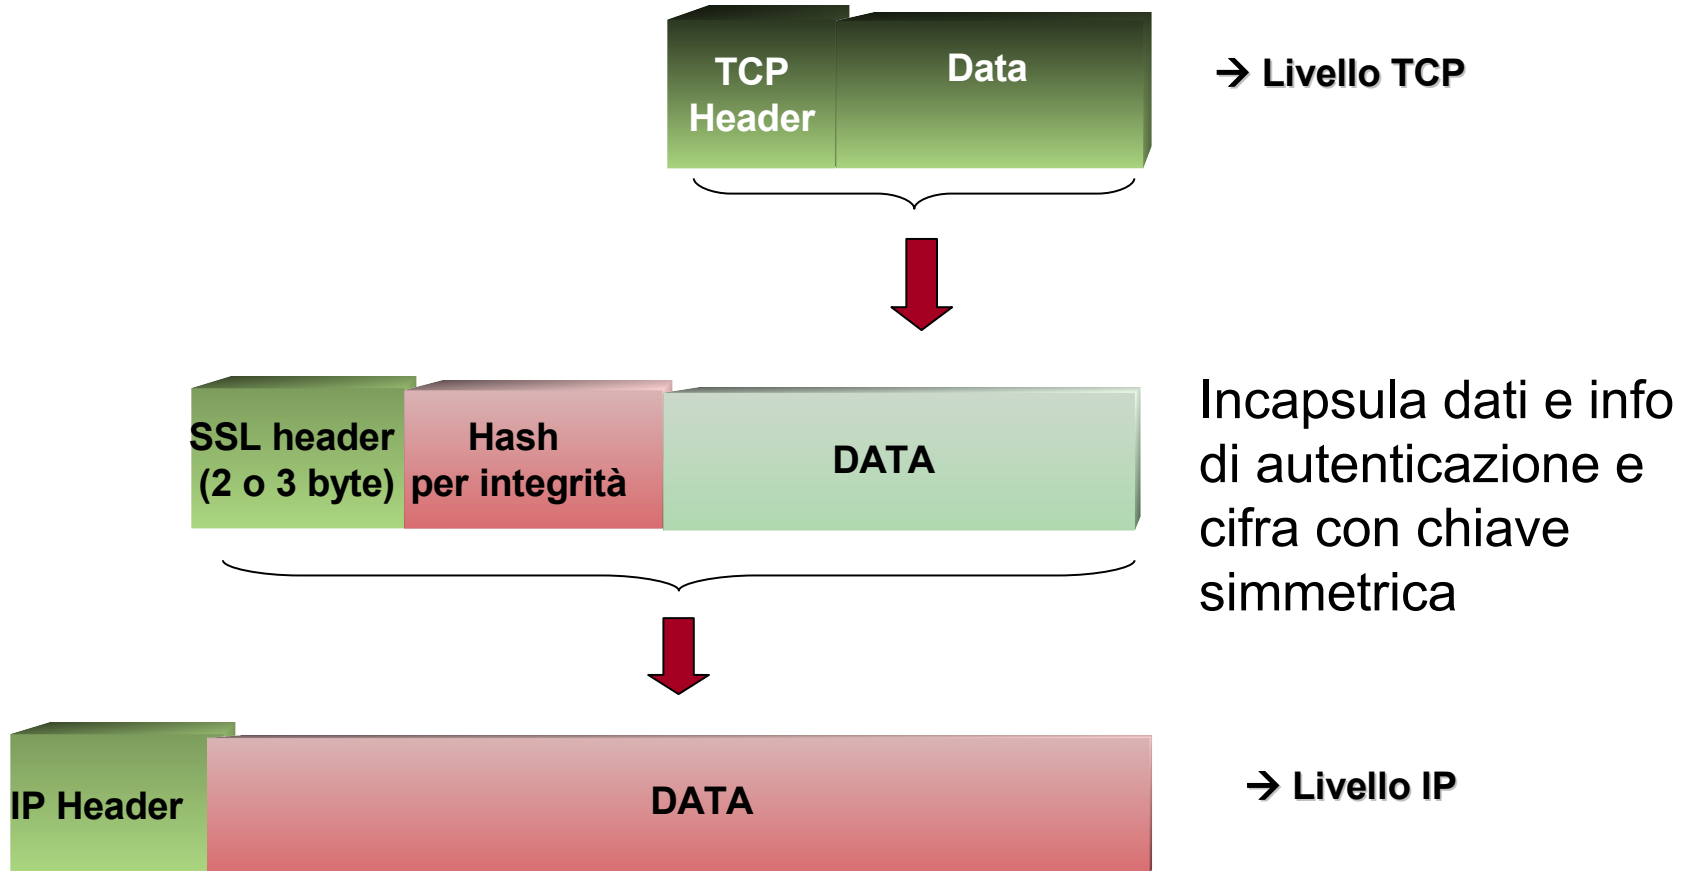 TCP
Header
Data
→ Livello TCP
SSL header
(2 o 3 byte)
Hash
per integrità
DATA
Incapsula dati e info
di autenticazione e
cifra con chiave
simmetrica
IP Header
DATA
→ Livello IP